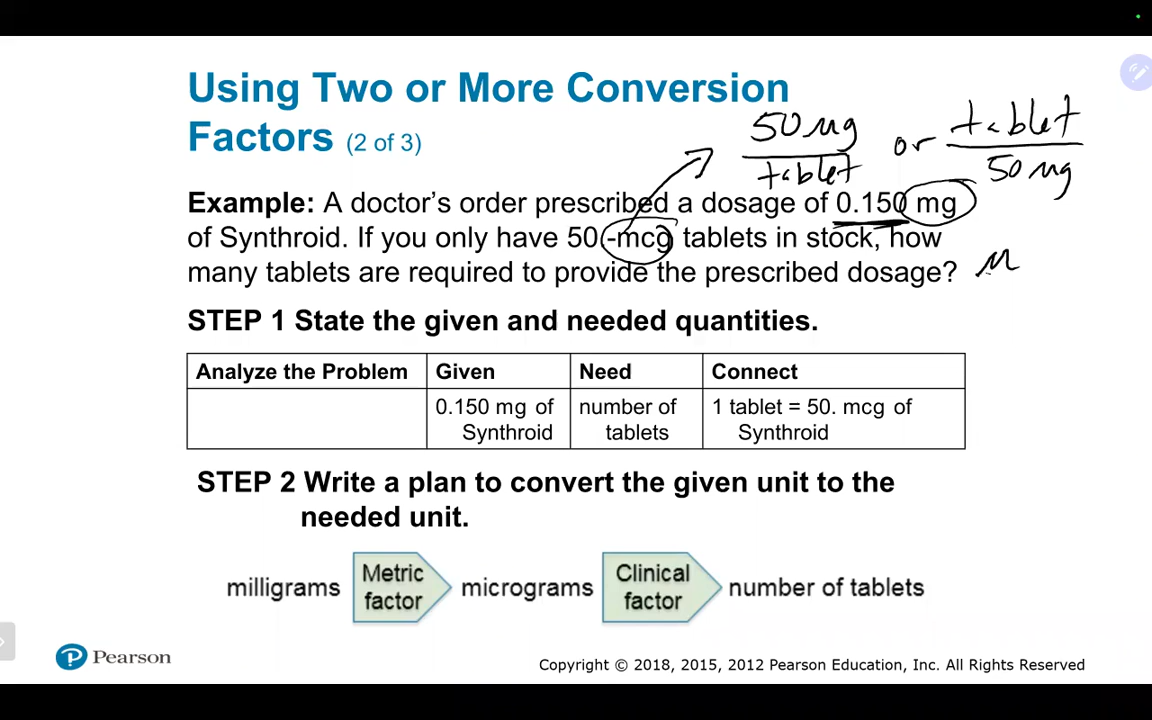 Using Two or More Conversion
Factors (2 of 3)
50 mg
tablet
or
tablet
50 mg
Example: A doctor's order prescribed a dosage of 0.150 mg
of Synthroid. If you only have 50 -mcg tablets in stock, how
many tablets are required to provide the prescribed dosage?
STEP 1 State the given and needed quantities.
Analyze the Problem Given Need Connect
0.150 mg of number of 1 tablet = 50. mcg of
Synthroid tablets Synthroid
STEP 2 Write a plan to convert the given unit to the
needed unit.
milligrams Metric factor micrograms Clinical factor number of tablets
Pearson
Copyright © 2018, 2015, 2012 Pearson Education, Inc. All Rights Reserved